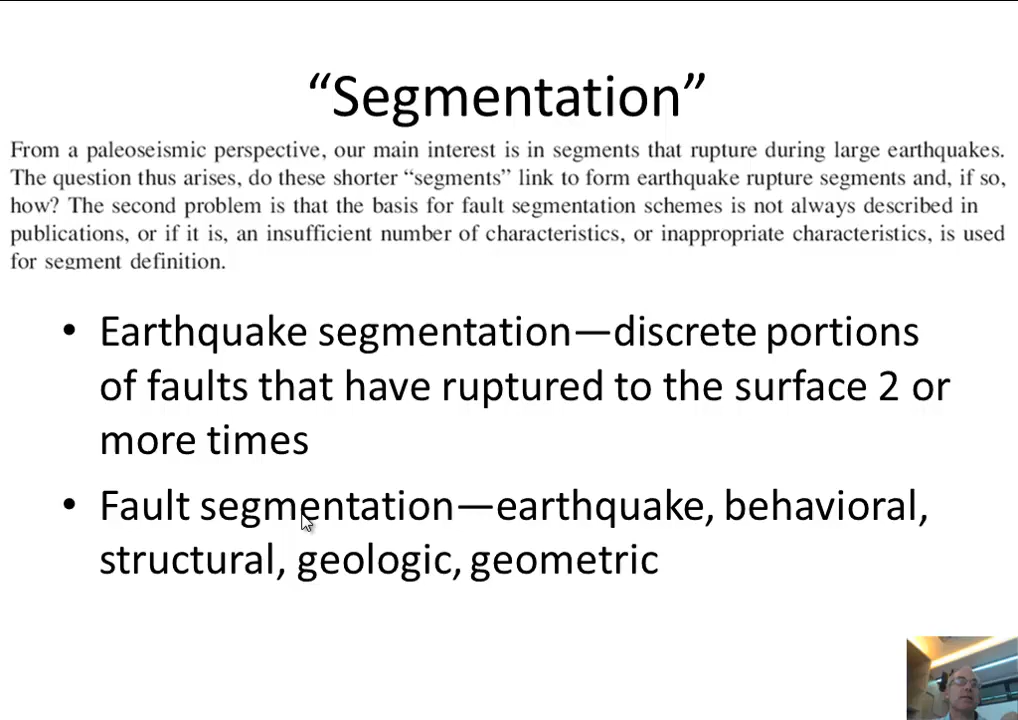 “Segmentation”
From a paleoseismic perspective, our main interest is in segments that rupture during large earthquakes.
The question thus arises, do these shorter “segments” link to form earthquake rupture segments and, if so,
how? The second problem is that the basis for fault segmentation schemes is not always described in
publications, or if it is, an insufficient number of characteristics, or inappropriate characteristics, is used
for segment definition.
• Earthquake segmentation—discrete portions
of faults that have ruptured to the surface 2 or
more times
• Fault segmentation—earthquake, behavioral,
structural, geologic, geometric